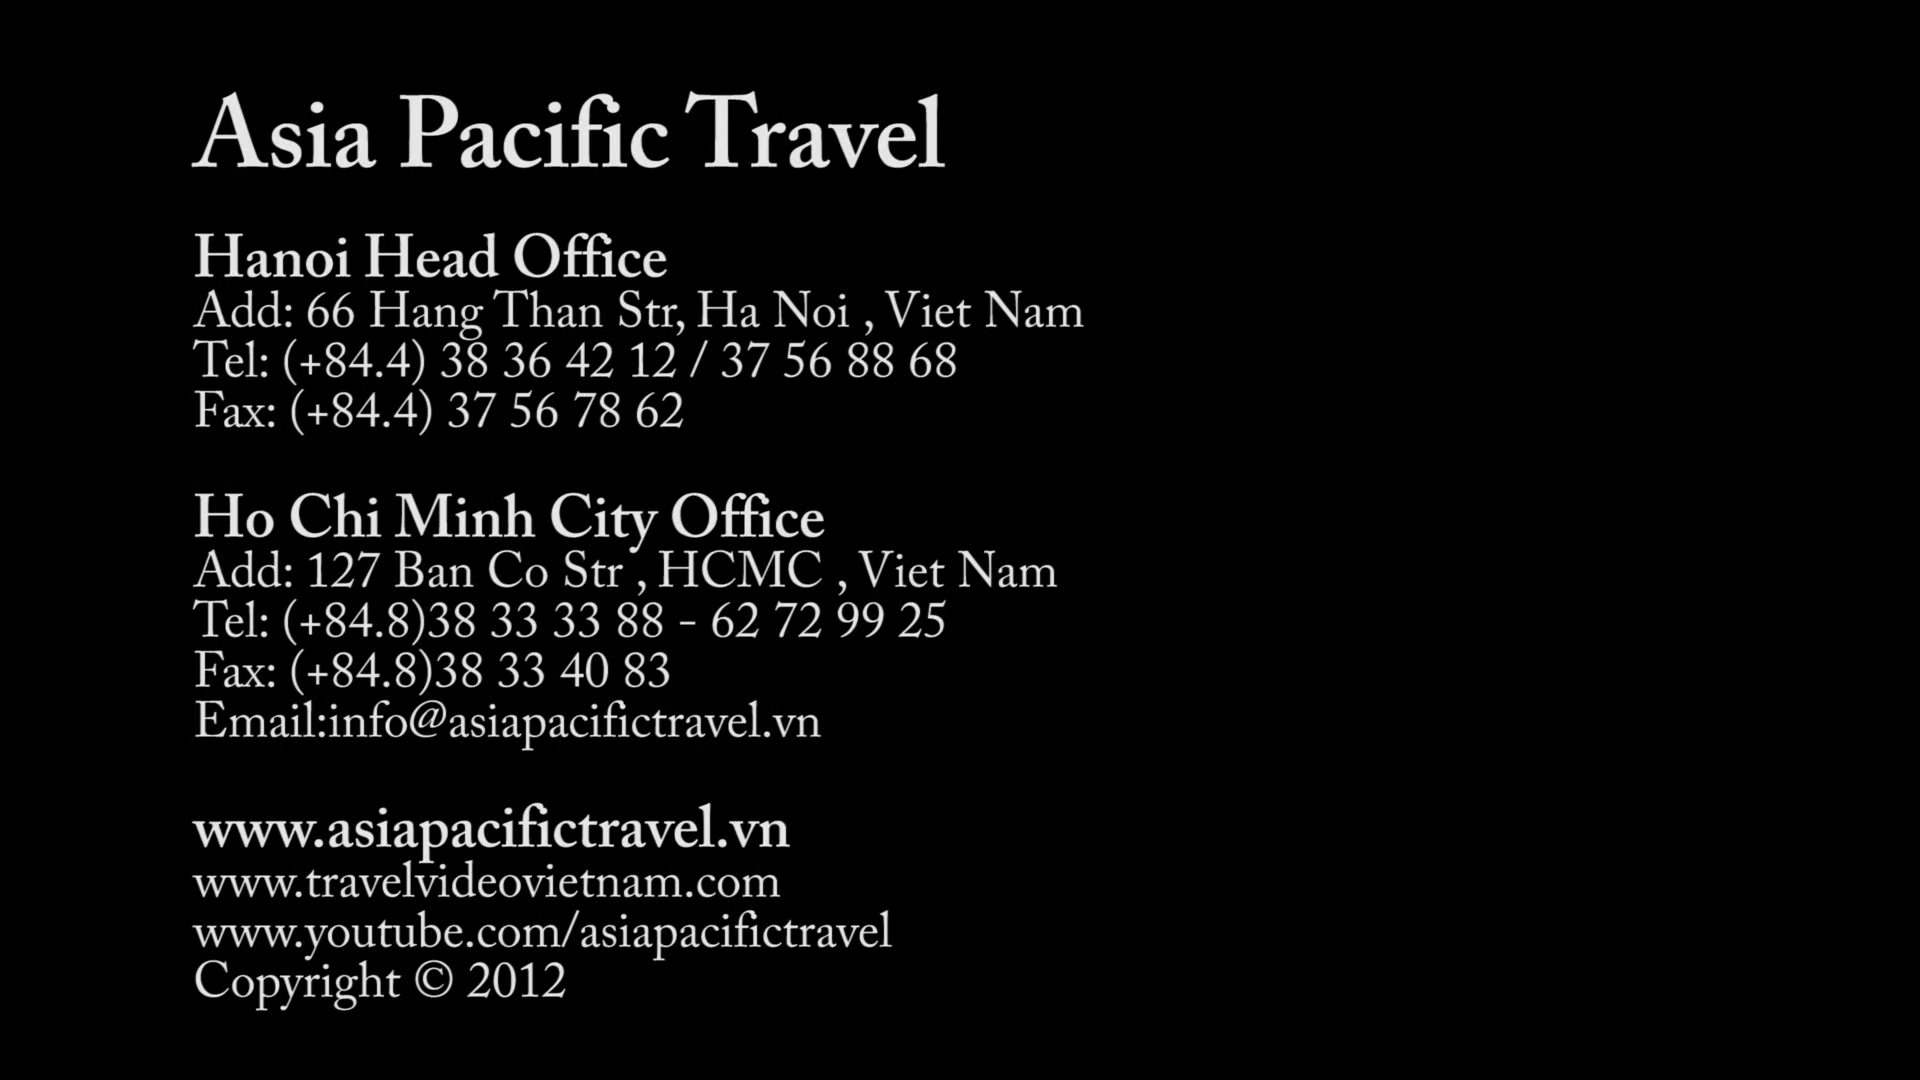 Asia Pacific Travel
Hanoi Head Office
Add: 66 Hang Than Str, Ha Noi , Viet Nam
Tel: (+84.4) 38 36 42 12 / 37 56 88 68
Fax: (+84.4) 37 56 78 62
Ho Chi Minh City Office
Add: 127 Ban Co Str , HCMC , Viet Nam
Tel: (+84.8)38 33 33 88 - 62 72 99 25
Fax: (+84.8)38 33 40 83
Email:info@asiapacifictravel.vn
www.asiapacifictravel.vn
www.travelvideovietnam.com
www.youtube.com/asiapacifictravel
Copyright © 2012